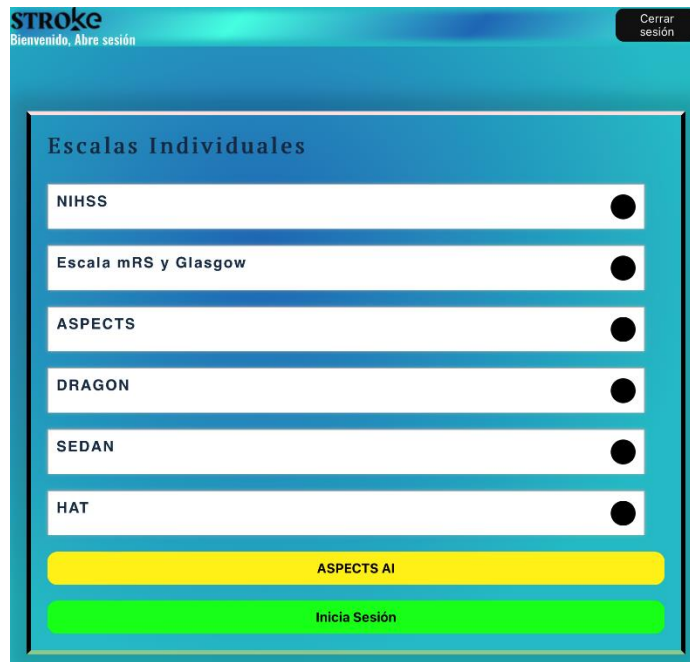 STROKE
Cerrar
sesión
Bienvenido, Abre sesión
Escalas Individuales
NIHSS
Escala mRS y Glasgow
ASPECTS
DRAGON
SEDAN
HAT
ASPECTS AI
Inicia Sesión